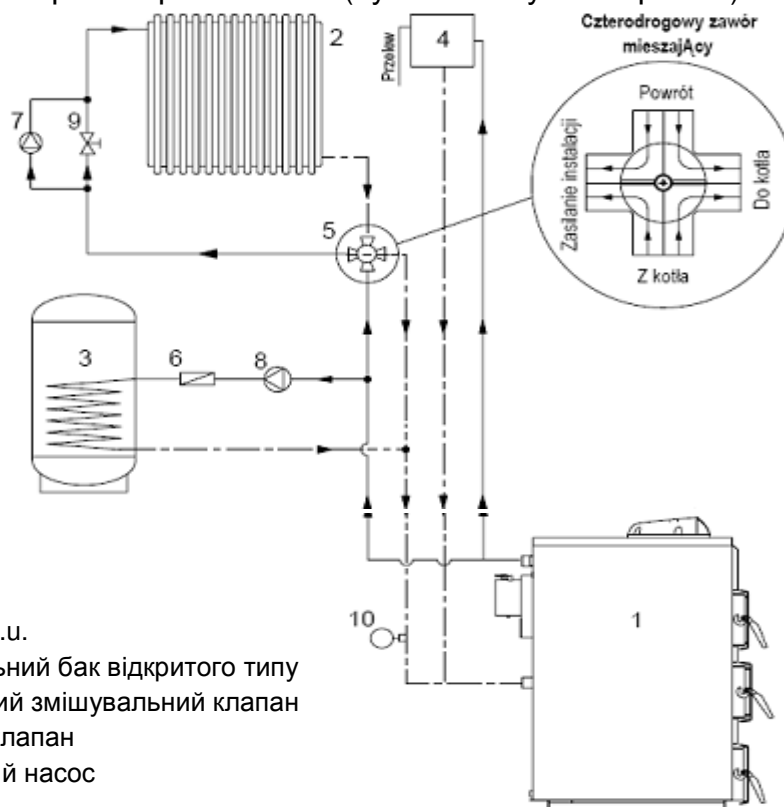 2
4
Przelew
Czterodrogowy zawór
mieszajĄcy
Powrót
Zasilanie instalacji
Do kotła
Z kotła
7
9
5
3
6
8
10
1
.u.
ьний бак відкритого типу
ий змішувальний клапан
лапан
й насос